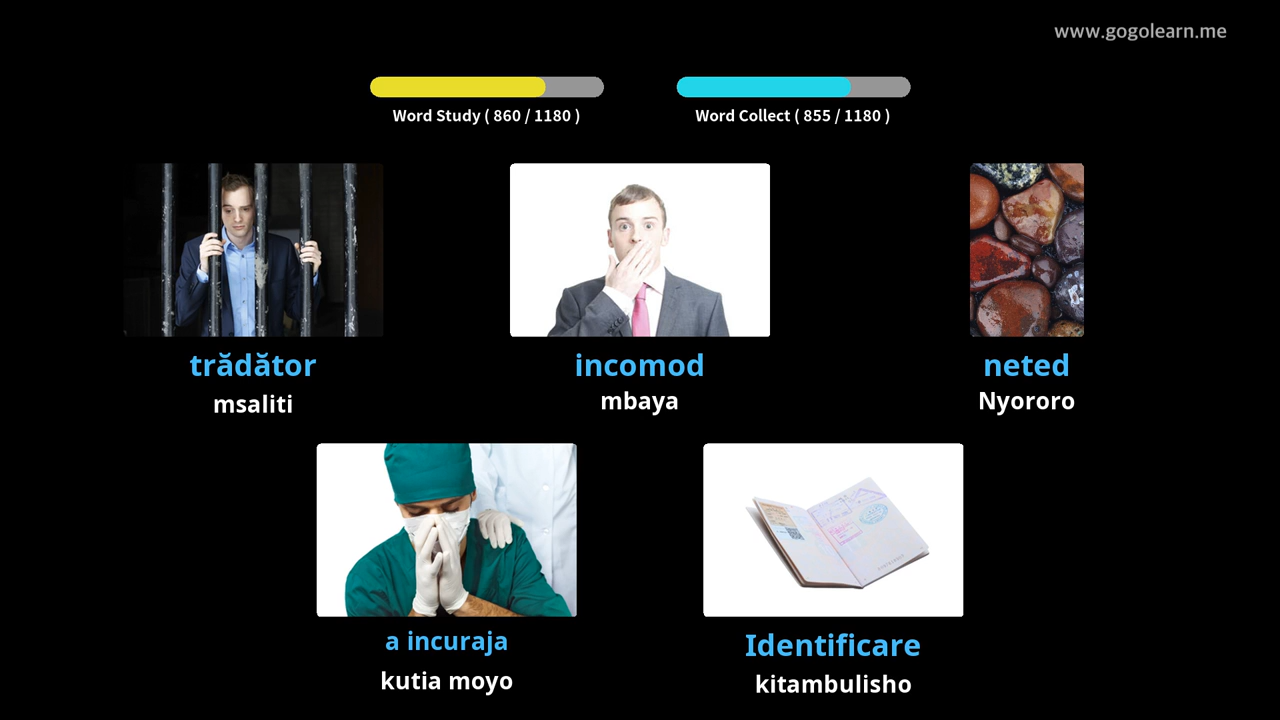 www.gogolearn.me
Word Study ( 860 / 1180 )
Word Collect ( 855 / 1180 )
trădător
msaliti
incomod
mbaya
neted
Nyororo
a incuraja
kutia moyo
Identificare
kitambulisho